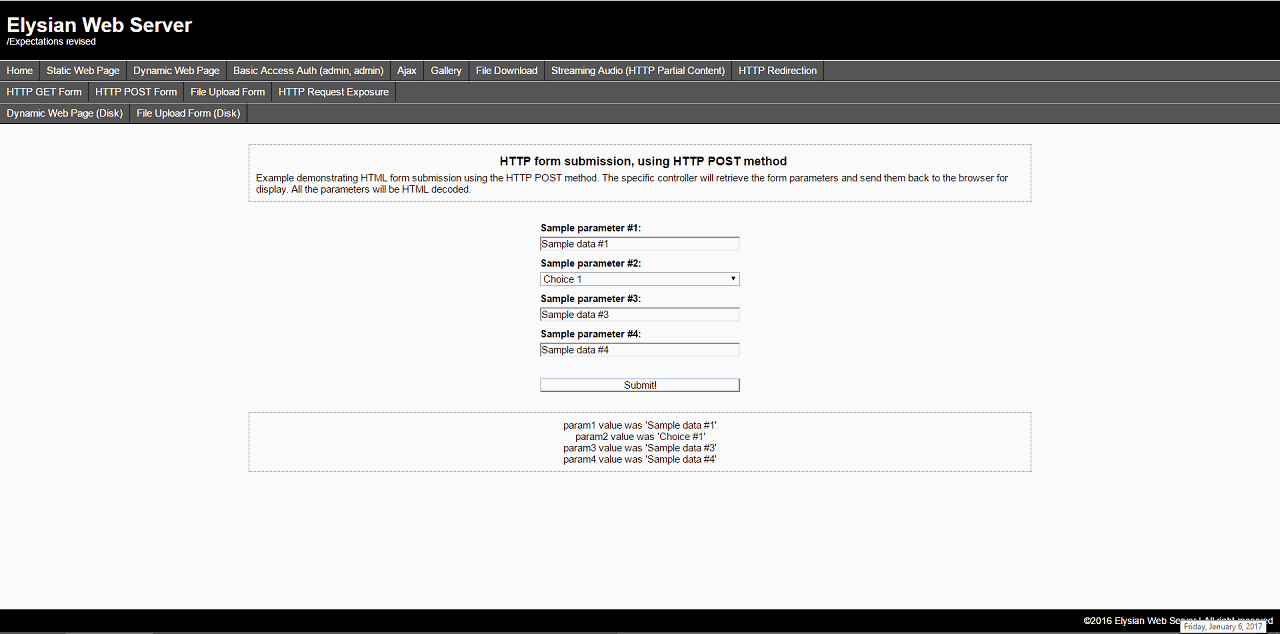 Elysian Web Server
/Expectations revised
Home Static Web Page Dynamic Web Page Basic Access Auth (admin, admin) Ajax Gallery File Download Streaming Audio (HTTP Partial Content) HTTP Redirection
HTTP GET Form HTTP POST Form File Upload Form HTTP Request Exposure
Dynamic Web Page (Disk) File Upload Form (Disk)
HTTP form submission, using HTTP POST method
Example demonstrating HTML form submission using the HTTP POST method. The specific controller will retrieve the form parameters and send them back to the browser for
display. All the parameters will be HTML decoded.
Sample parameter #1:
Sample data #1
Sample parameter #2:
Choice 1
Sample parameter #3:
Sample data #3
Sample parameter #4:
Sample data #4
Submit!
param1 value was 'Sample data #1'
param2 value was 'Choice #1'
param3 value was 'Sample data #3'
param4 value was 'Sample data #4'
©2016 Elysian Web Server | All right reserved
Friday, January 6, 2017